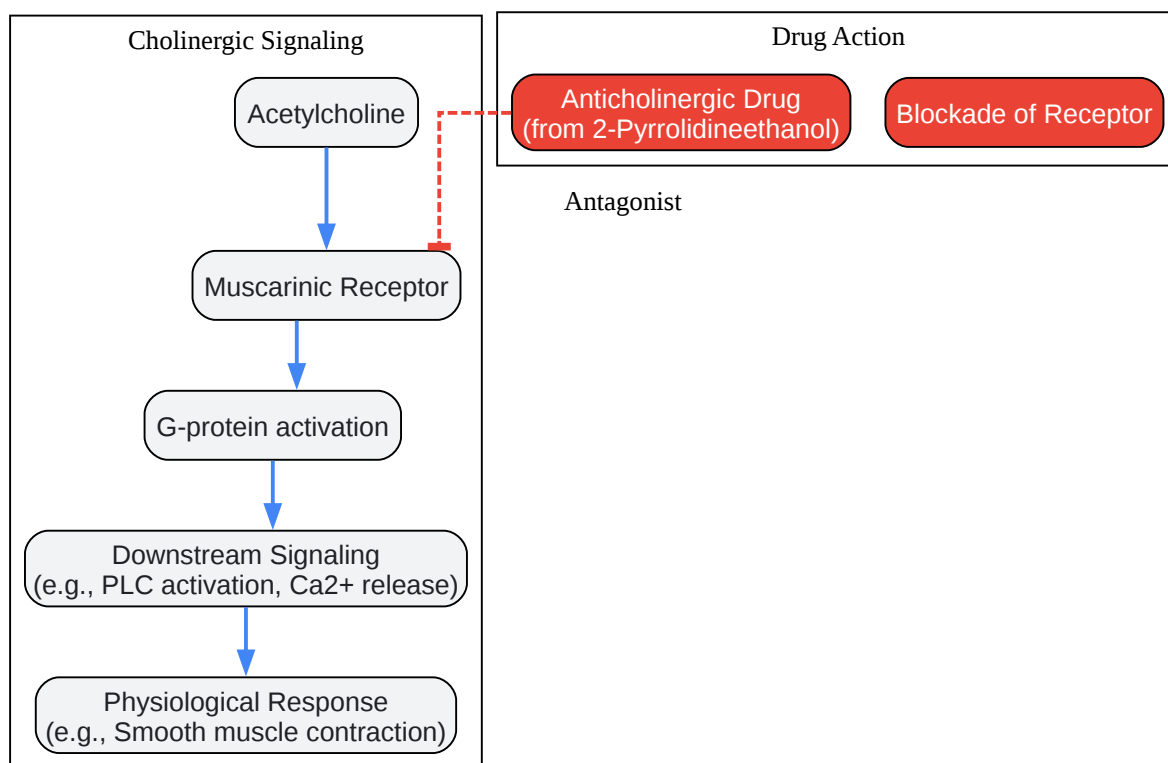 Cholinergic Signaling
Acetylcholine
Muscarinic Receptor
G-protein activation
Downstream Signaling
(e.g., PLC activation, Ca2+ release)
Physiological Response
(e.g., Smooth muscle contraction)
Drug Action
Anticholinergic Drug
(from 2-Pyrrolidineethanol)
Blockade of Receptor
Antagonist